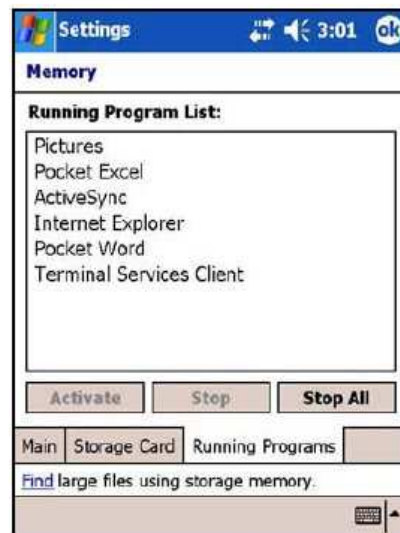 Settings 3:01 ok
Memory
Running Program List:
Pictures
Pocket Excel
ActiveSync
Internet Explorer
Pocket Word
Terminal Services Client
Activate Stop Stop All
Main Storage Card Running Programs
Find large files using storage memory.